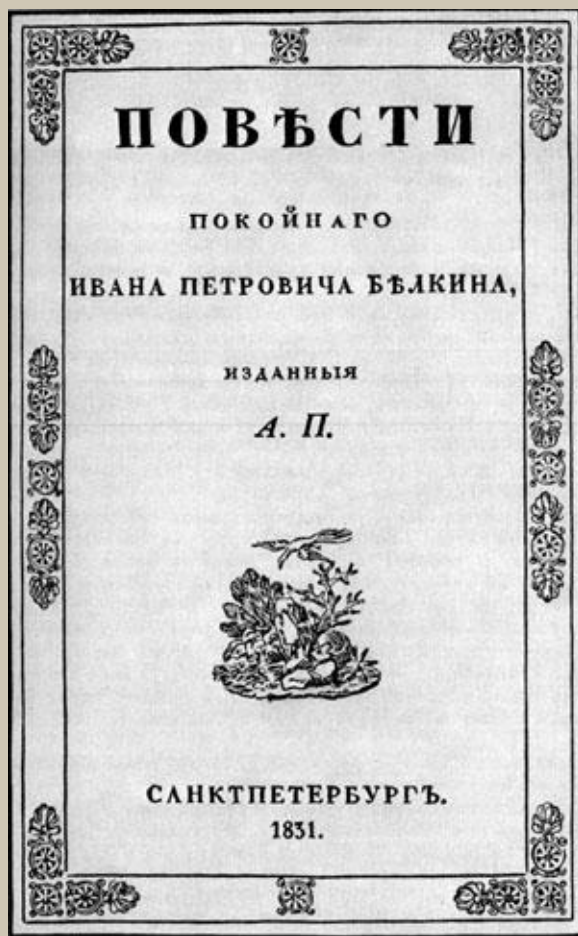 ПОВѢСТИ
ПОКОЙНАГО
ИВАНА ПЕТРОВИЧА БѢЛКИНА,
ИЗДАННЫЯ
А. П.
САНКТПЕТЕРБУРГЪ.
1831.